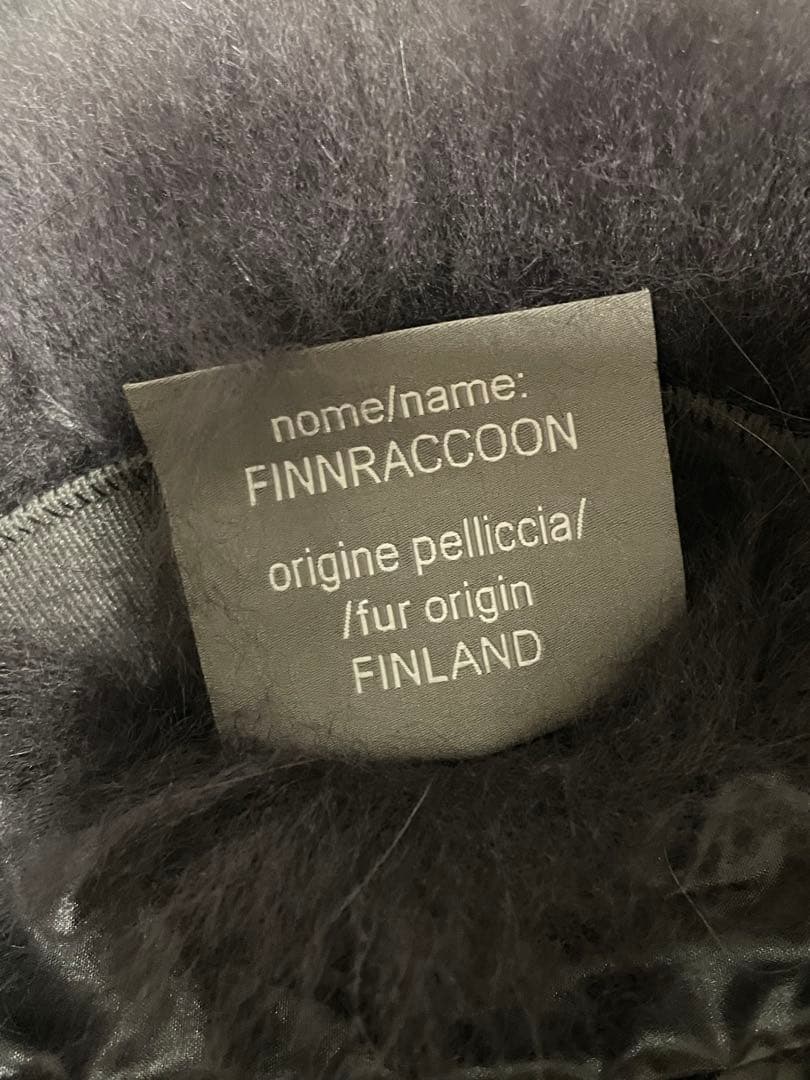 nome/name:
FINNRACCOON
origine pelliccia/
/fur origin
FINLAND